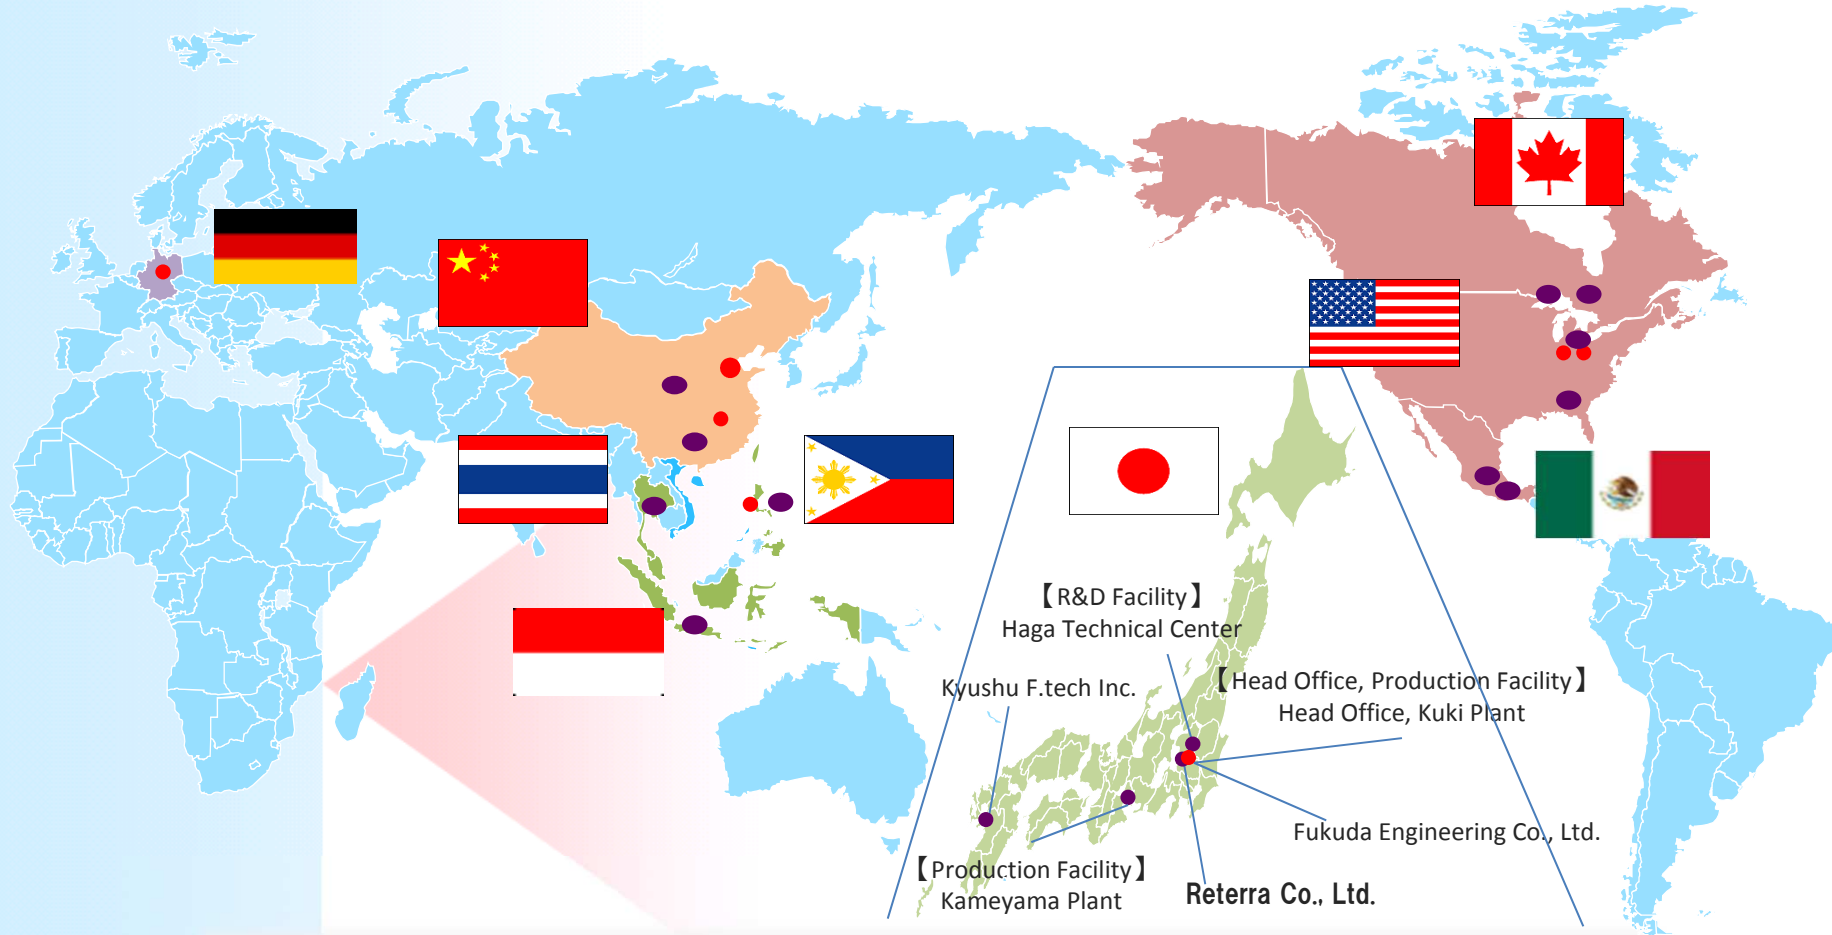 【R&D Facility】
Haga Technical Center
Kyushu F.tech Inc.
【Head Office, Production Facility】
Head Office, Kuki Plant
Fukuda Engineering Co., Ltd.
【Production Facility】
Kameyama Plant
Reterra Co., Ltd.